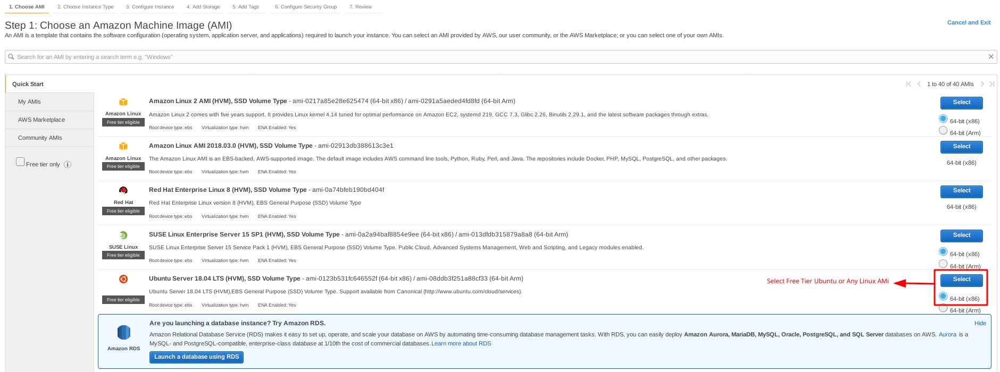 1. Choose AMI 2. Choose Instance Type 3. Configure Instance 4. Add Storage 5. Add Tags 6. Configure Security Group 7. Review
Step 1: Choose an Amazon Machine Image (AMI)
Cancel and Exit
An AMI is a template that contains the software configuration (operating system, application server, and applications) required to launch your instance. You can select an AMI provided by AWS, our user community, or the AWS Marketplace; or you can select one of your own AMIs.
Search for an AMI by entering a search term e.g. "Windows"
Quick Start
1 to 40 of 40 AMIs
My AMIs
AWS Marketplace
Community AMIs
Free tier only
Amazon Linux
Free tier eligible
Amazon Linux 2 AMI (HVM), SSD Volume Type - ami-0217a85e28e625474 (64-bit x86) / ami-0291a5aeded4fd8fd (64-bit Arm)
Amazon Linux 2 comes with five years support. It provides Linux kernel 4.14 tuned for optimal performance on Amazon EC2, systemd 219, GCC 7.3, Glibc 2.26, Binutils 2.29.1, and the latest software packages through extras.
Root device type: ebs Virtualization type: hvm ENA Enabled: Yes
Select
64-bit (x86)
64-bit (Arm)
Amazon Linux
Free tier eligible
Amazon Linux AMI 2018.03.0 (HVM), SSD Volume Type - ami-02913db388613c3e1
The Amazon Linux AMI is an EBS-backed, AWS-supported image. The default image includes AWS command line tools, Python, Ruby, Perl, and Java. The repositories include Docker, PHP, MySQL, PostgreSQL, and other packages.
Root device type: ebs Virtualization type: hvm ENA Enabled: Yes
Select
64-bit (x86)
Red Hat
Free tier eligible
Red Hat Enterprise Linux 8 (HVM), SSD Volume Type - ami-0a74bfeb190bd404f
Red Hat Enterprise Linux version 8 (HVM), EBS General Purpose (SSD) Volume Type
Root device type: ebs Virtualization type: hvm ENA Enabled: Yes
Select
64-bit (x86)
SUSE Linux
Free tier eligible
SUSE Linux Enterprise Server 15 SP1 (HVM), SSD Volume Type - ami-0a2a94baf8854e9ee (64-bit x86) / ami-013dfdb315879a8a8 (64-bit Arm)
SUSE Linux Enterprise Server 15 Service Pack 1 (HVM), EBS General Purpose (SSD) Volume Type. Public Cloud, Advanced Systems Management, Web and Scripting, and Legacy modules enabled.
Root device type: ebs Virtualization type: hvm ENA Enabled: Yes
Select
64-bit (x86)
64-bit (Arm)
Free tier eligible
Ubuntu Server 18.04 LTS (HVM), SSD Volume Type - ami-0123b531fc646552f (64-bit x86) / ami-08ddb3f251a88cf33 (64-bit Arm)
Ubuntu Server 18.04 LTS (HVM),EBS General Purpose (SSD) Volume Type. Support available from Canonical (http://www.ubuntu.com/cloud/services).
Root device type: ebs Virtualization type: hvm ENA Enabled: Yes
Select Free Tier Ubuntu or Any Linux AMi
Select
64-bit (x86)
64-bit (Arm)
Amazon RDS
Are you launching a database instance? Try Amazon RDS.
Hide
Amazon Relational Database Service (RDS) makes it easy to set up, operate, and scale your database on AWS by automating time-consuming database management tasks. With RDS, you can easily deploy Amazon Aurora, MariaDB, MySQL, Oracle, PostgreSQL, and SQL Server databases on AWS. Aurora is a
MySQL- and PostgreSQL-compatible, enterprise-class database at 1/10th the cost of commercial databases. Learn more about RDS
Launch a database using RDS